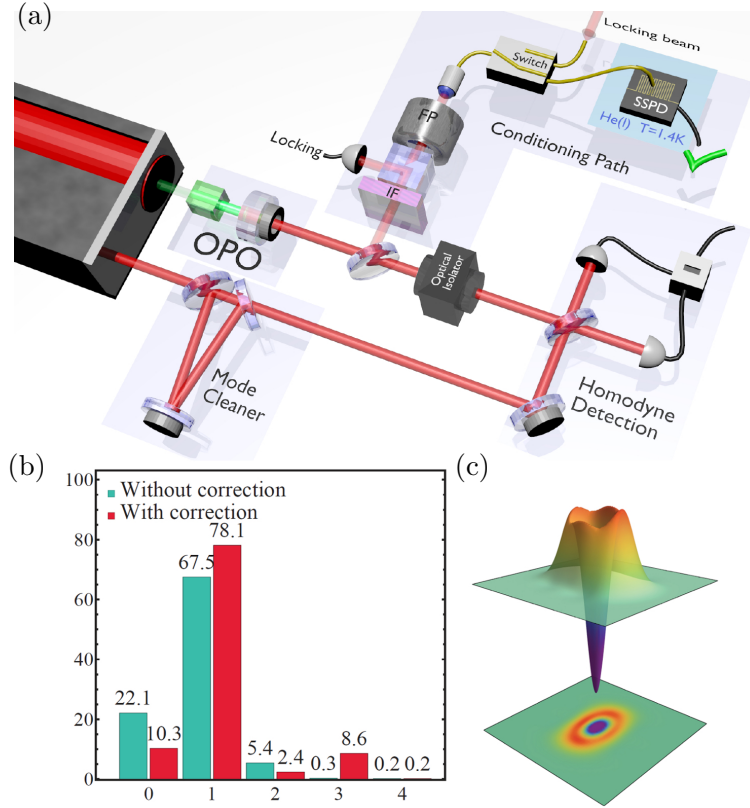 (a)
Locking beam
Switch
SSPD
He(l) T=1.4K
FP
Conditioning Path
Locking
IF
OPO
Optical
Isolator
Mode
Cleaner
Homodyne
Detection
(b)
(c)
100
Without correction
With correction
80
78.1
67.5
60
40
22.1
20
10.3
5.4
2.4
0.3
8.6
0.2
0.2
0
0
1
2
3
4